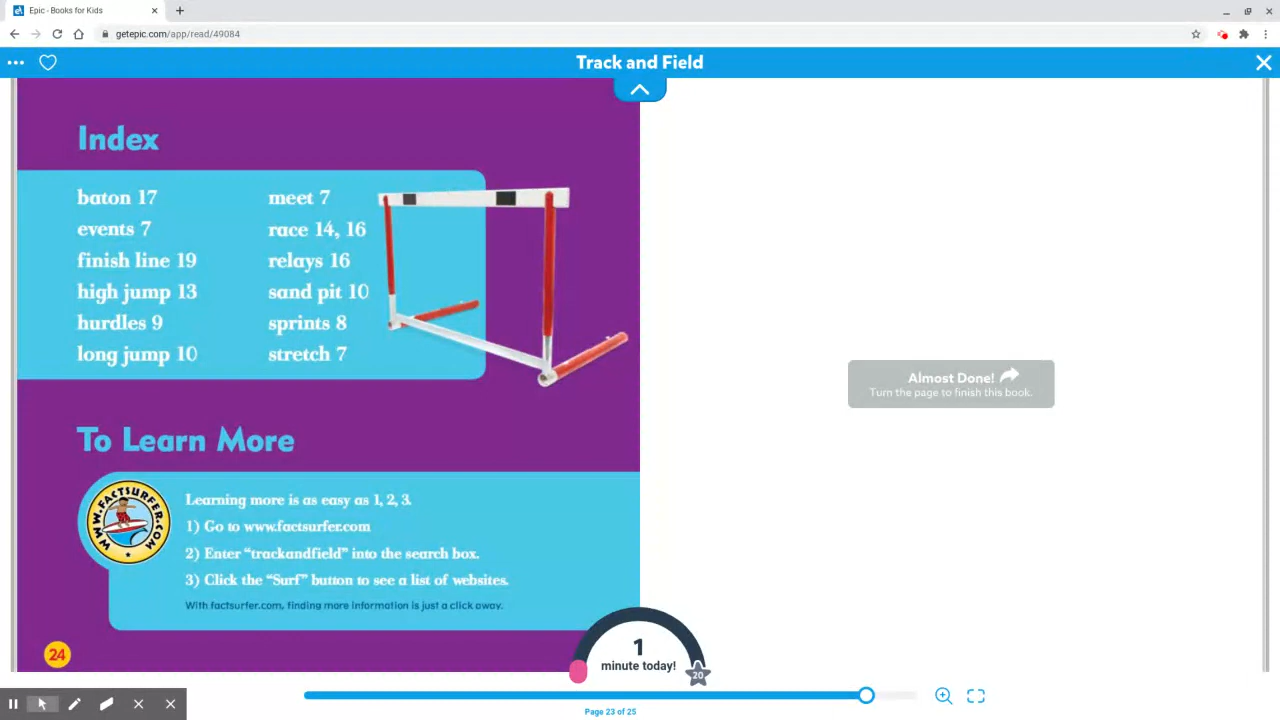 Epic - Books for Kids
getepic.com/app/read/49084
Track and Field
Index
baton 17
events 7
finish line 19
high jump 13
hurdles 9
long jump 10
meet 7
race 14, 16
relays 16
sand pit 10
sprints 8
stretch 7
To Learn More
WWW.FACTSURFER.COM
Learning more is as easy as 1, 2, 3.
1) Go to www.factsurfer.com
2) Enter “trackandfield” into the search box.
3) Click the “Surf” button to see a list of websites.
With factsurfer.com, finding more information is just a click away.
24
Almost Done!
Turn the page to finish this book.
1
minute today!
20
Page 23 of 25